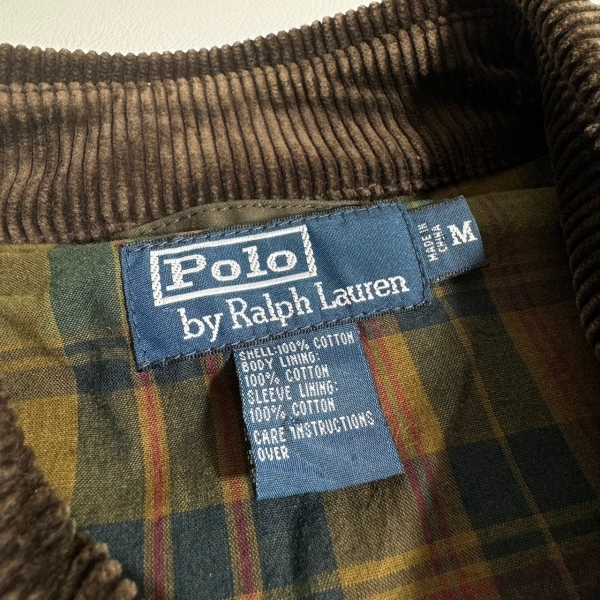 Polo
by Ralph Lauren
MADE IN
CHINA
M
SHELL:100% COTTON
BODY LINING:
100% COTTON
SLEEVE LINING:
100% COTTON
CARE INSTRUCTIONS
OVER